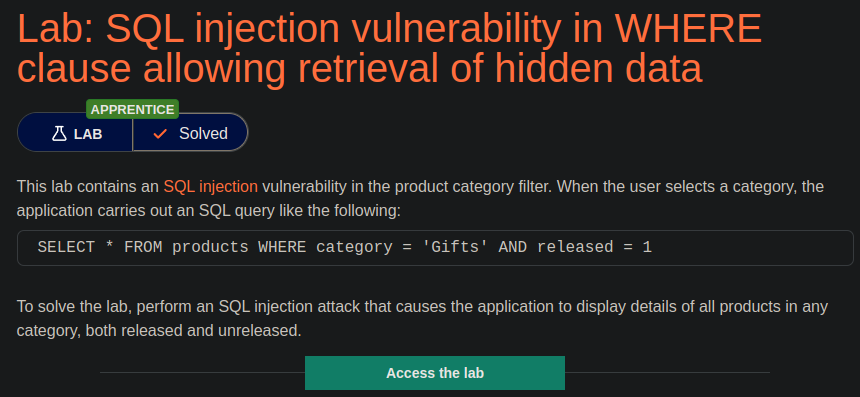 Lab: SQL injection vulnerability in WHERE
clause allowing retrieval of hidden data
APPRENTICE
LAB Solved
This lab contains an SQL injection vulnerability in the product category filter. When the user selects a category, the
application carries out an SQL query like the following:
SELECT * FROM products WHERE category = 'Gifts' AND released = 1
To solve the lab, perform an SQL injection attack that causes the application to display details of all products in any
category, both released and unreleased.
Access the lab